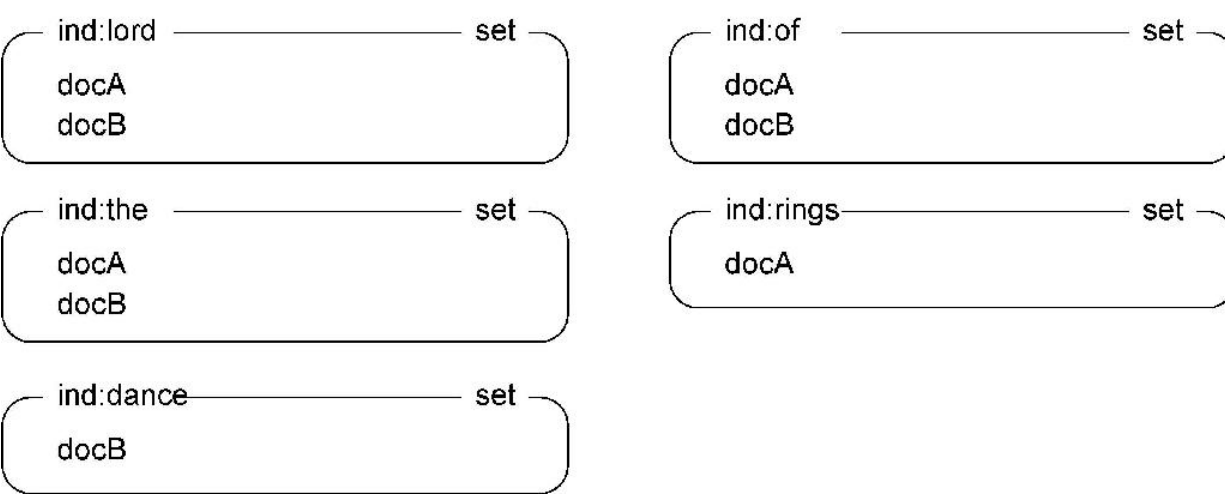 ind:lord set
docA
docB
ind:of set
docA
docB
ind:the set
docA
docB
ind:rings set
docA
ind:dance set
docB